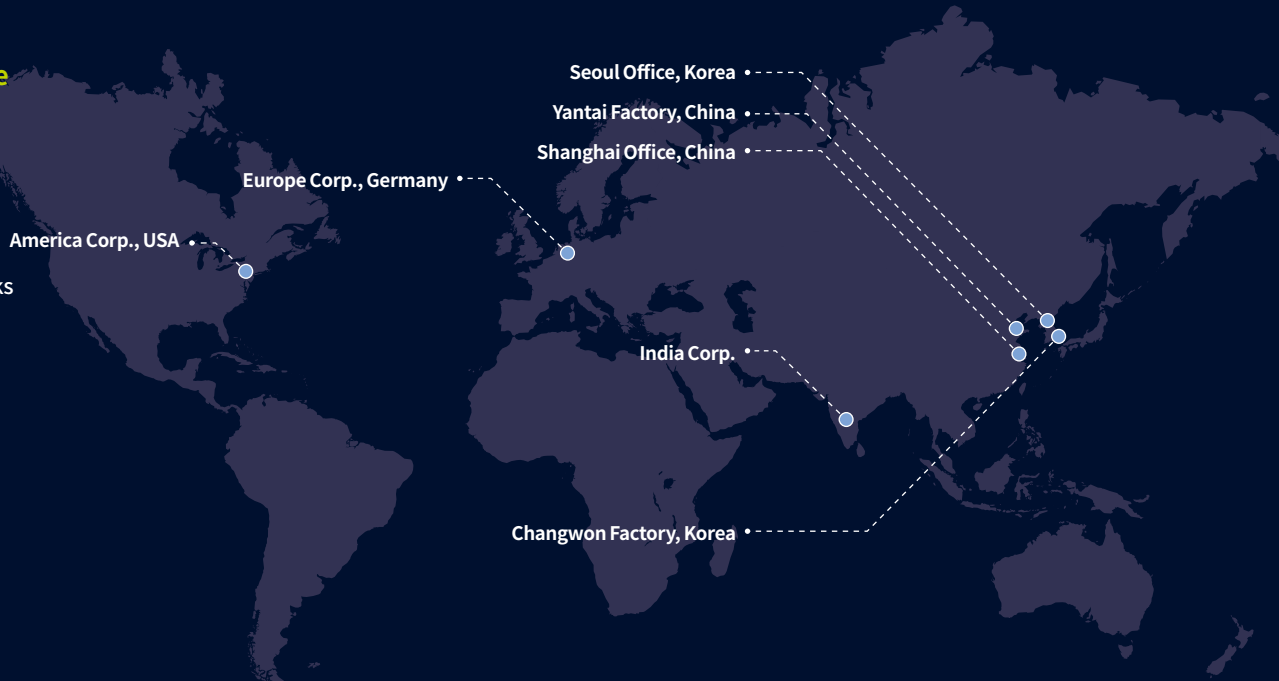 Seoul Office, Korea
Yantai Factory, China
Shanghai Office, China
Europe Corp., Germany
America Corp., USA
India Corp.
Changwon Factory, Korea